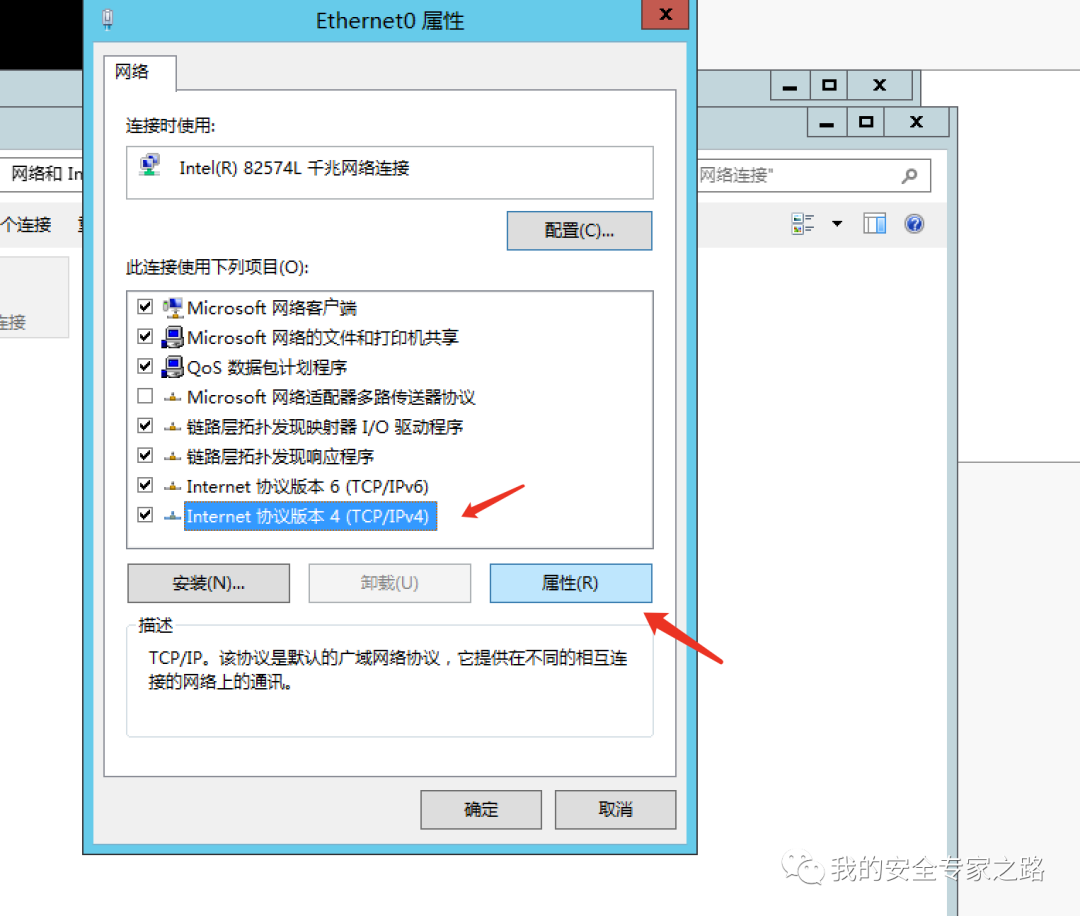 Ethernet0 属性
网络
连接时使用:
Intel(R) 82574L 千兆网络连接
网络和 In
网络连接"
个连接
配置(C)...
此连接使用下列项目(O):
Microsoft 网络客户端
连接
Microsoft 网络的文件和打印机共享
QoS 数据包计划程序
Microsoft 网络适配器多路传送器协议
链路层拓扑发现映射器 I/O 驱动程序
链路层拓扑发现响应程序
Internet 协议版本 6 (TCP/IPv6)
Internet 协议版本 4 (TCP/IPv4)
安装(N)...
卸载(U)
属性(R)
描述
TCP/IP。该协议是默认的广域网络协议，它提供在不同的相互连
接的网络上的通讯。
确定
取消
我的安全专家之路